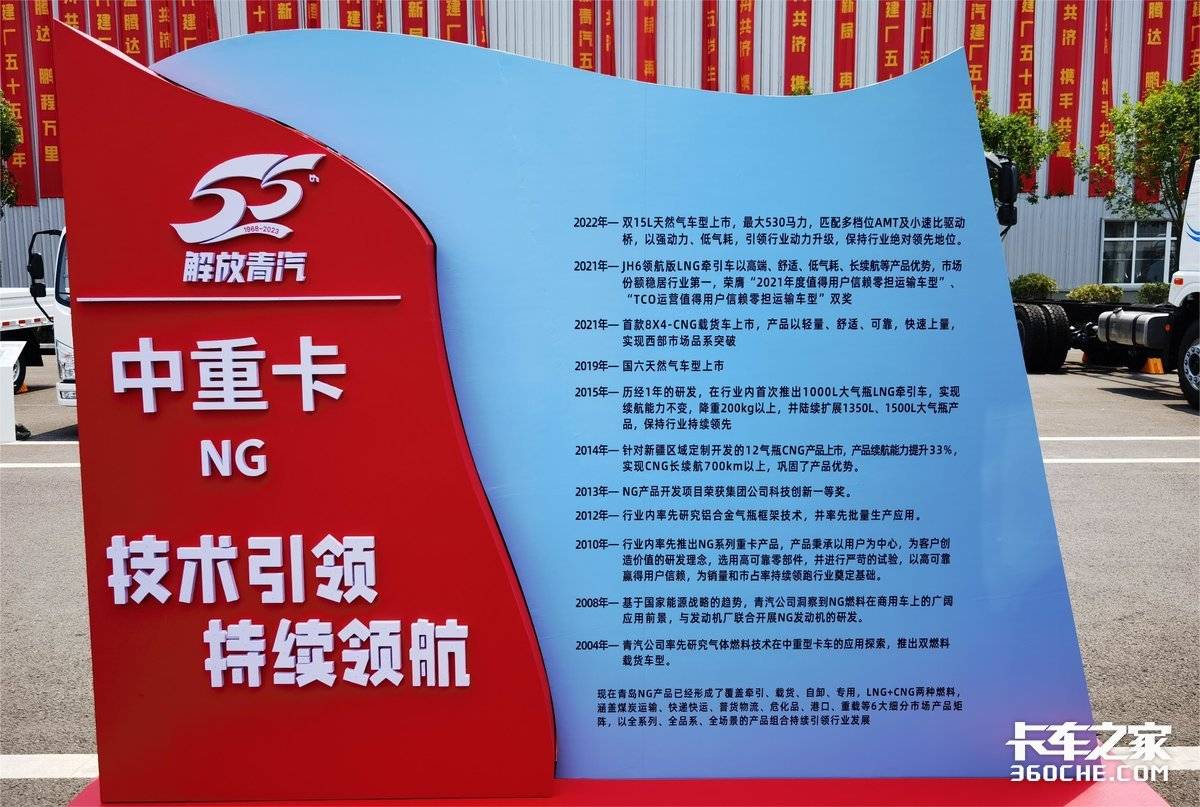 55th
1968-2023
解放青汽
中重卡
NG
技术引领
持续领航
2022年— 双15L天然气车型上市，最大530马力，匹配多档位AMT及小速比驱动
桥，以强动力、低气耗，引领行业动力升级，保持行业绝对领先地位。
2021年— JH6领航版LNG牵引车以高端、舒适、低气耗、长续航等产品优势，市场
份额稳居行业第一，荣膺“2021年度值得用户信赖零担运输车型”、
“TCO运营值得用户信赖零担运输车型”双奖
2021年— 首款8X4-CNG载货车上市，产品以轻量、舒适、可靠，快速上量，
实现西部市场品系突破
2019年— 国六天然气车型上市
2015年— 历经1年的研发，在行业内首次推出1000L大气瓶LNG牵引车，实现
续航能力不变，降重200kg以上，并陆续扩展1350L、1500L大气瓶产
品，保持行业持续领先
2014年— 针对新疆区域定制开发的12气瓶CNG产品上市，产品续航能力提升33%，
实现CNG长续航700km以上，巩固了产品优势。
2013年— NG产品开发项目荣获集团公司科技创新一等奖。
2012年— 行业内率先研究铝合金气瓶框架技术，并率先批量生产应用。
2010年— 行业内率先推出NG系列重卡产品，产品秉承以用户为中心，为客户创
造价值的研发理念，选用高可靠零部件，并进行严苛的试验，以高可靠
赢得用户信赖，为销量和市占率持续领跑行业奠定基础。
2008年— 基于国家能源战略的趋势，青汽公司洞察到NG燃料在商用车上的广阔
应用前景，与发动机厂联合开展NG发动机的研发。
2004年— 青汽公司率先研究气体燃料技术在中重型卡车的应用探索，推出双燃料
载货车型。
现在青岛NG产品已经形成了覆盖牵引、载货、自卸、专用，LNG+CNG两种燃料，
涵盖煤炭运输、快递快运、普货物流、危化品、港口、重载等6大细分市场产品矩
阵，以全系列、全品系、全场景的产品组合持续引领行业发展
卡车之家
360CHE.COM